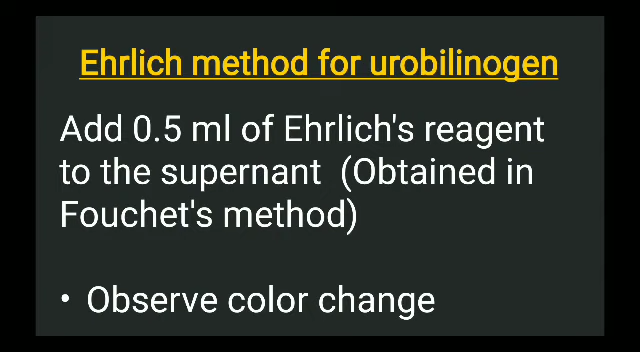 Ehrlich method for urobilinogen
Add 0.5 ml of Ehrlich's reagent
to the supernant (Obtained in
Fouchet's method)
• Observe color change